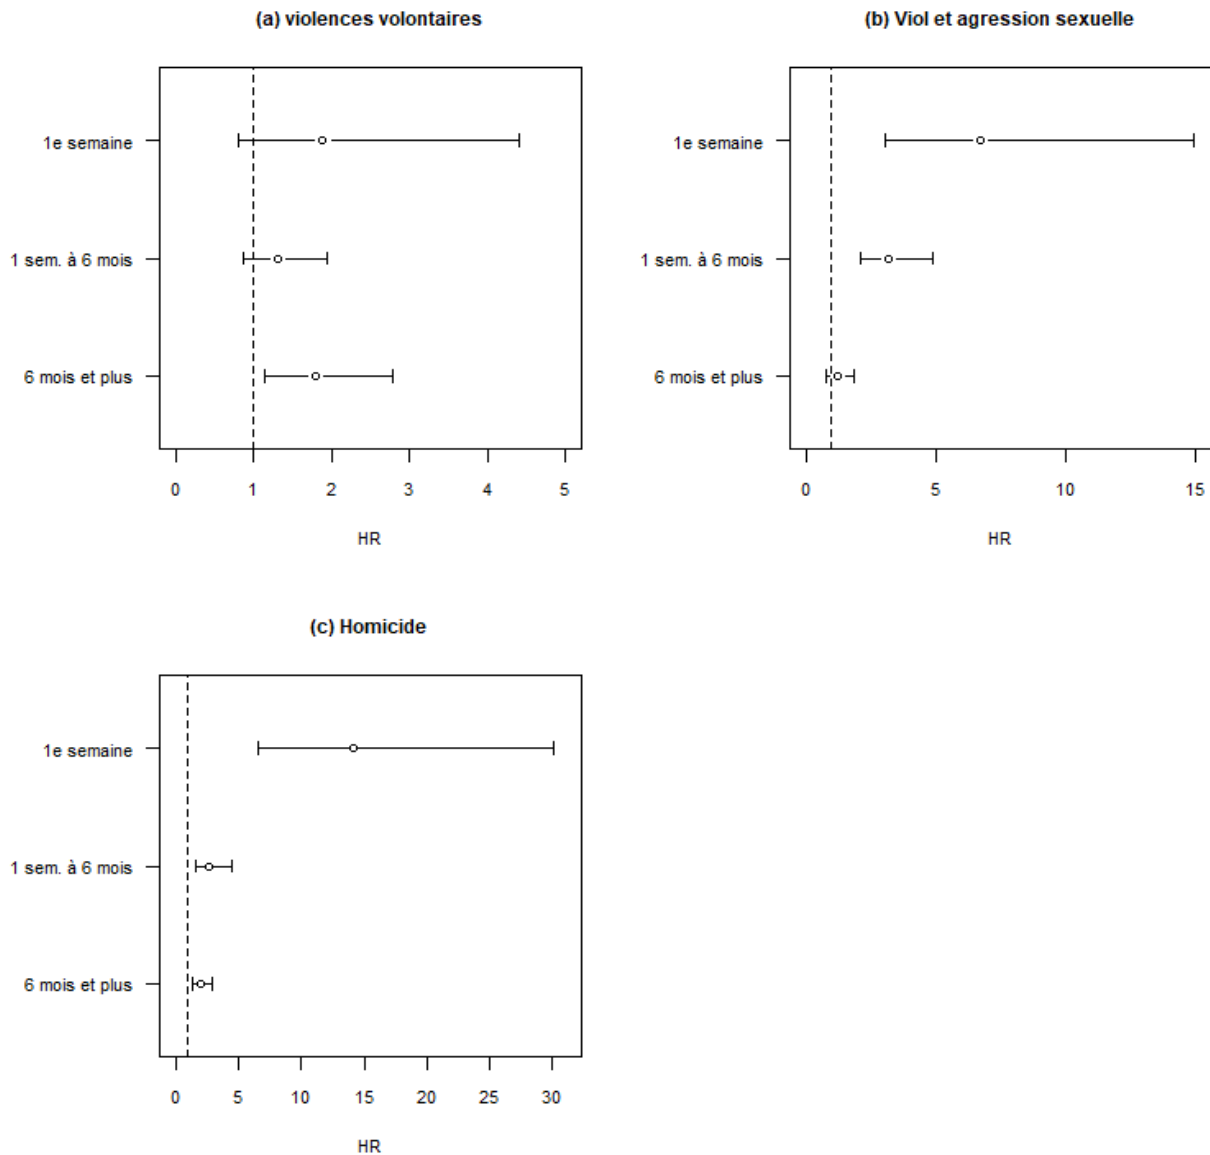 (a) violences volontaires
1e semaine
1 sem. à 6 mois
6 mois et plus
0 1 2 3 4 5
HR
(b) Viol et agression sexuelle
1e semaine
1 sem. à 6 mois
6 mois et plus
0 5 10 15
HR
(c) Homicide
1e semaine
1 sem. à 6 mois
6 mois et plus
0 5 10 15 20 25 30
HR